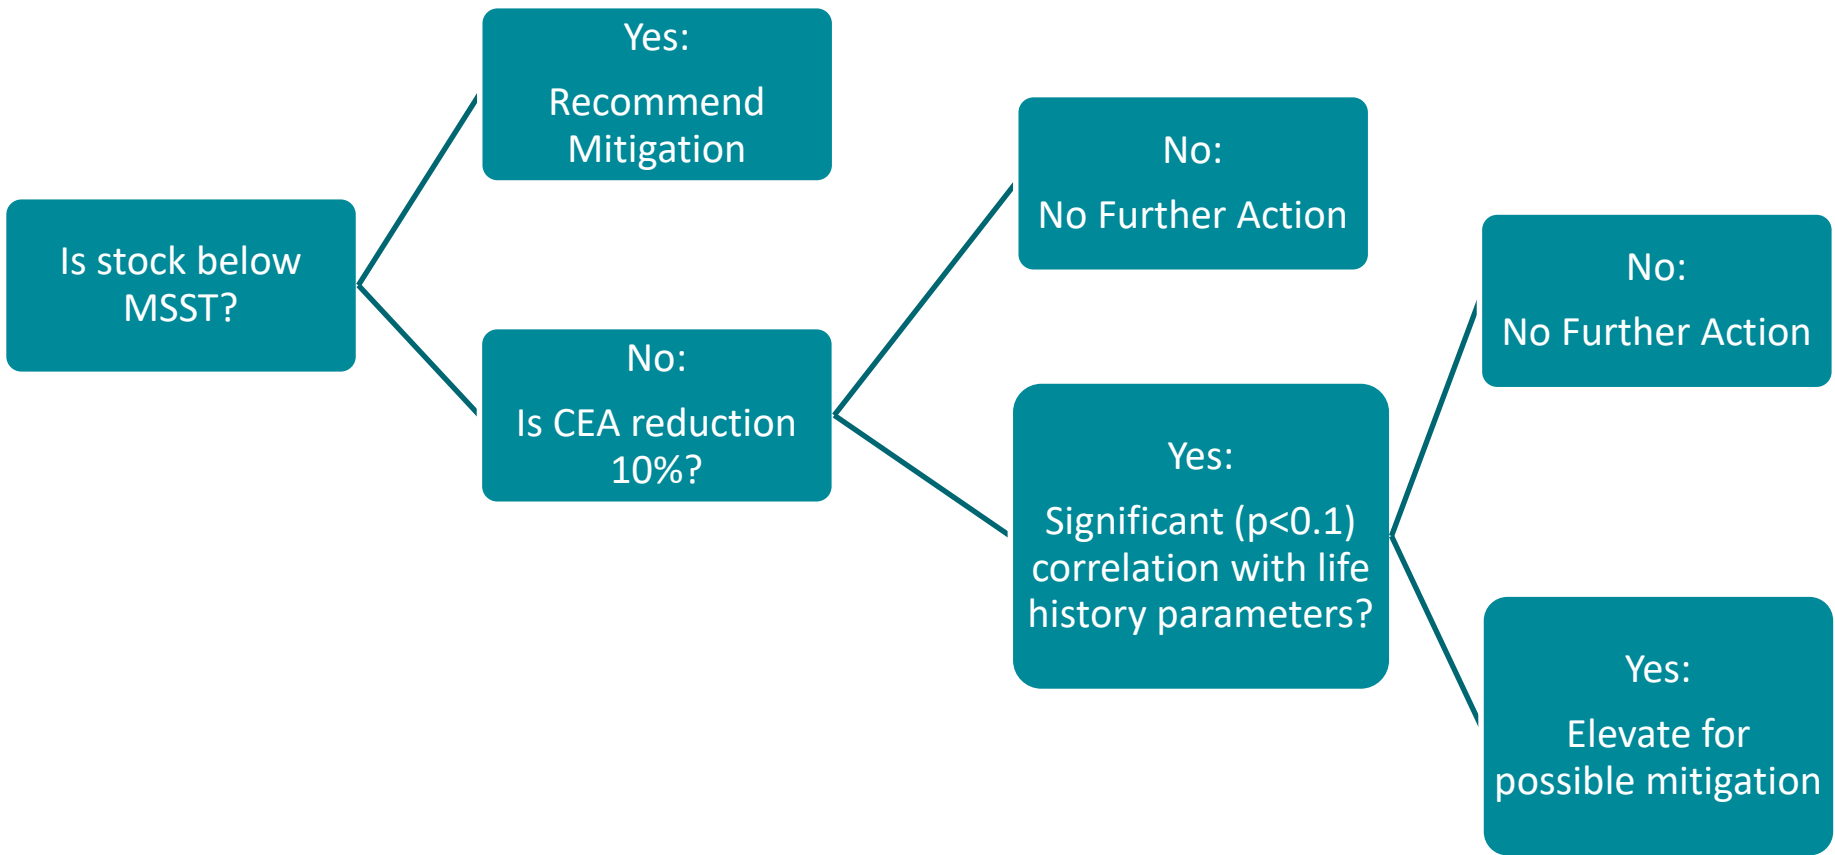 Is stock below
MSST?
Yes:
Recommend
Mitigation
No:
Is CEA reduction
10%?
No:
No Further Action
Yes:
Significant (p<0.1)
correlation with life
history parameters?
No:
No Further Action
Yes:
Elevate for
possible mitigation